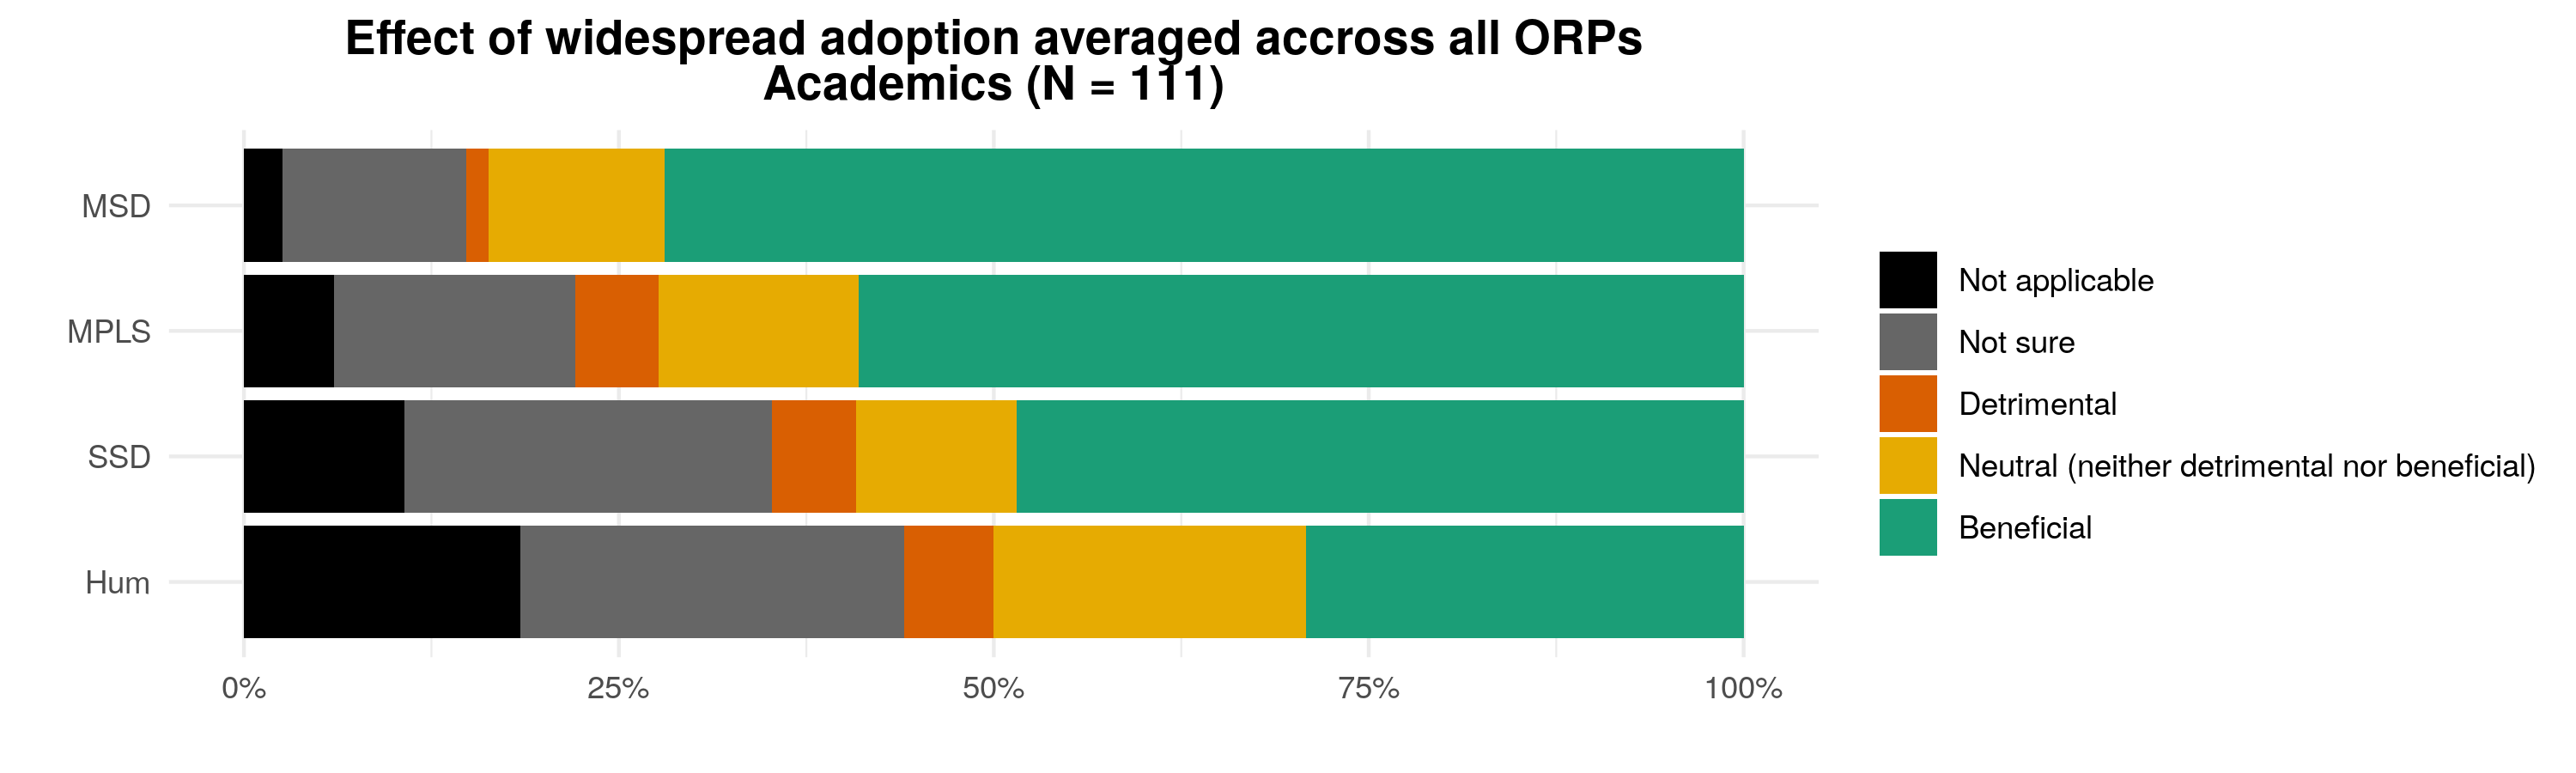 Effect of widespread adoption averaged accross all ORPs
Academics (N = 111)
MSD
MPLS
SSD
Hum
0%
25%
50%
75%
100%
Not applicable
Not sure
Detrimental
Neutral (neither detrimental nor beneficial)
Beneficial